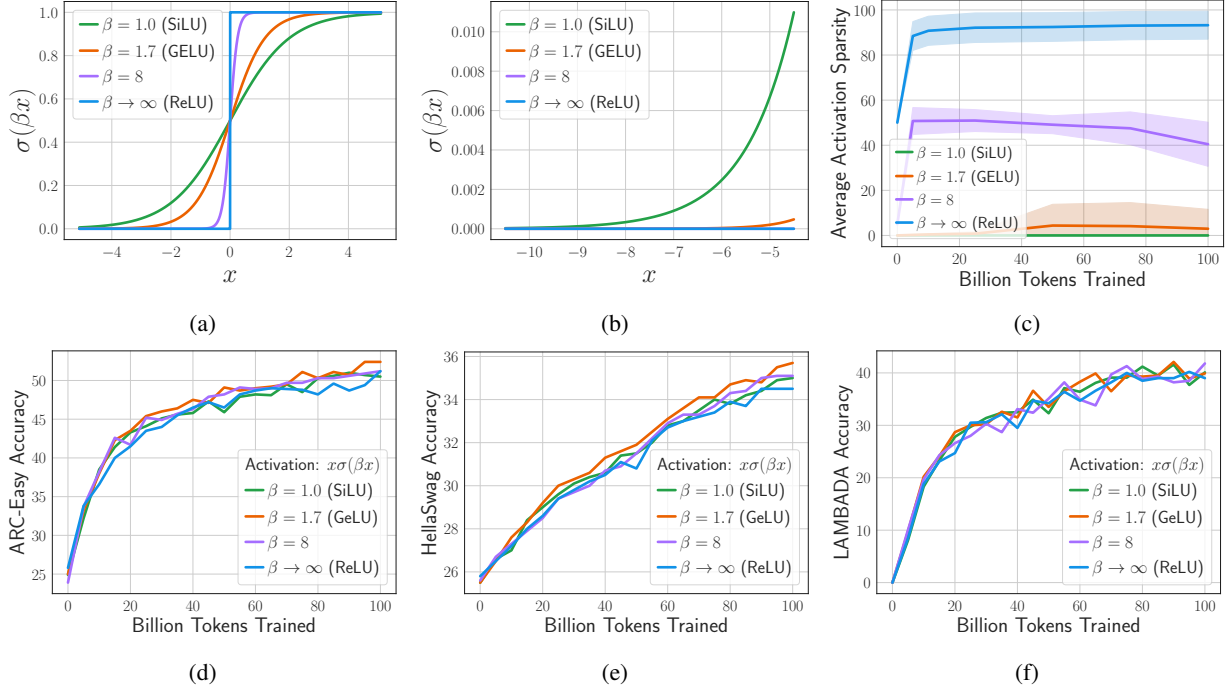 σ(βx)
1.0
0.8
0.6
0.4
0.2
0.0
β = 1.0 (SiLU)
β = 1.7 (GELU)
β = 8
β → ∞ (ReLU)
−4 −2 0 2 4
x
(a)
σ(βx)
0.010
0.008
0.006
0.004
0.002
0.000
β = 1.0 (SiLU)
β = 1.7 (GELU)
β = 8
β → ∞ (ReLU)
−10 −9 −8 −7 −6 −5
x
(b)
Average Activation Sparsity
100
80
60
40
20
0
β = 1.0 (SiLU)
β = 1.7 (GELU)
β = 8
β → ∞ (ReLU)
0 20 40 60 80 100
Billion Tokens Trained
(c)
ARC-Easy Accuracy
50
45
40
35
30
25
Activation: xσ(βx)
β = 1.0 (SiLU)
β = 1.7 (GeLU)
β = 8
β → ∞ (ReLU)
0 20 40 60 80 100
Billion Tokens Trained
(d)
HellaSwag Accuracy
36
34
32
30
28
26
Activation: xσ(βx)
β = 1.0 (SiLU)
β = 1.7 (GeLU)
β = 8
β → ∞ (ReLU)
0 20 40 60 80 100
Billion Tokens Trained
(e)
LAMBADA Accuracy
40
30
20
10
0
Activation: xσ(βx)
β = 1.0 (SiLU)
β = 1.7 (GeLU)
β = 8
β → ∞ (ReLU)
0 20 40 60 80 100
Billion Tokens Trained
(f)